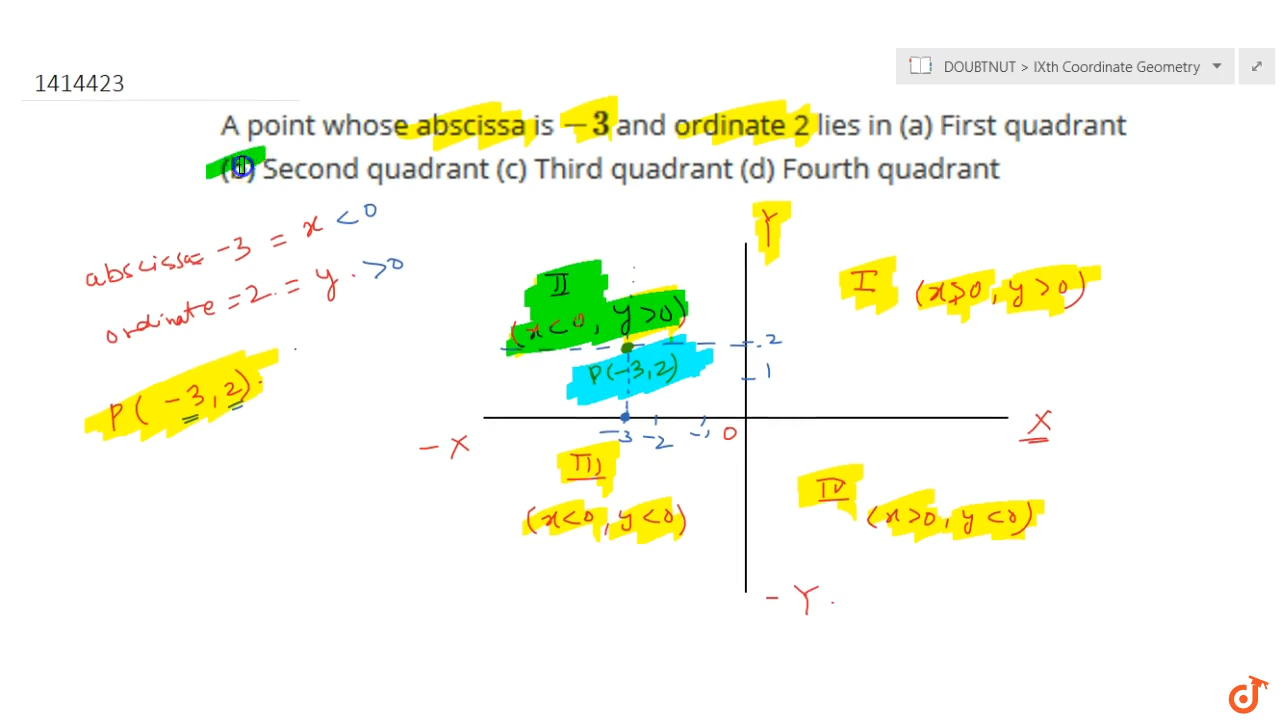 1414423
DOUBTNUT > IXth Coordinate Geometry
A point whose abscissa is −3 and ordinate 2 lies in (a) First quadrant
(b) Second quadrant (c) Third quadrant (d) Fourth quadrant
abscissa = -3 = x < 0
ordinate = 2. = y. > 0
P ( -3, 2).
Y
II
(x<0, y>0)
I
(x>0, y>0)
2
P(-3, 2)
1
-3 -2 -1 0
X
- X
III
(x<0, y<0)
IV
(x>0, y<0)
- Y.